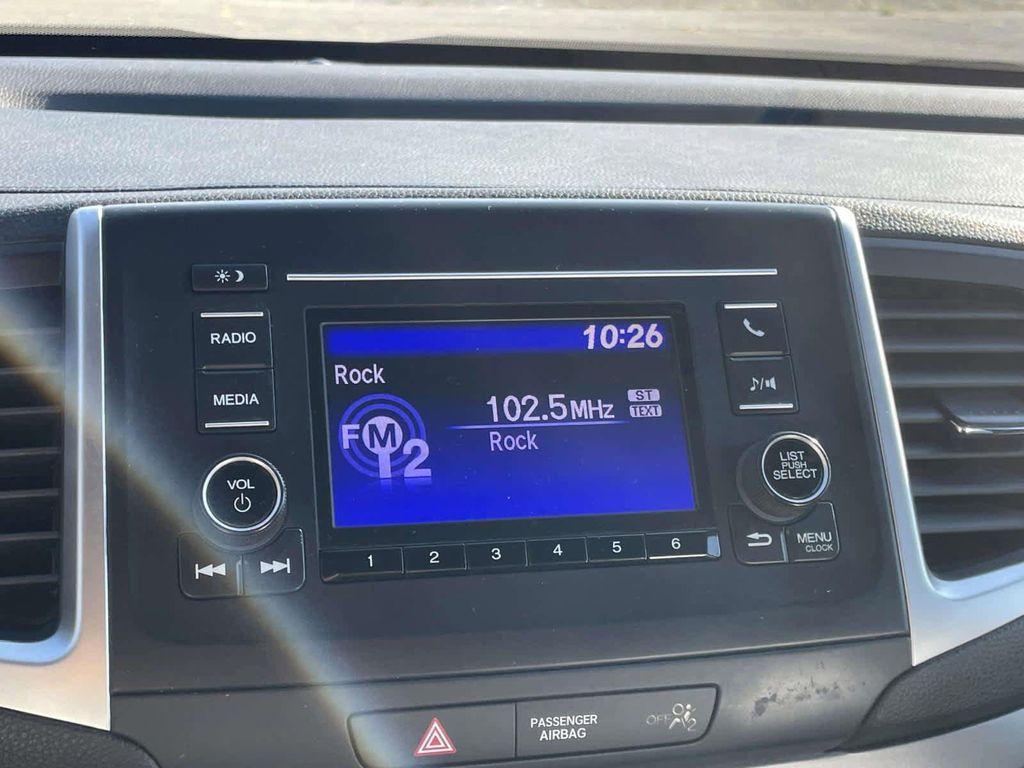 10:26
RADIO
Rock
ST
102.5MHz
TEXT
MEDIA
FM
2
Rock
LIST
PUSH
SELECT
VOL
1 2 3 4 5 6
MENU
CLOCK
PASSENGER
AIRBAG
OFF
2